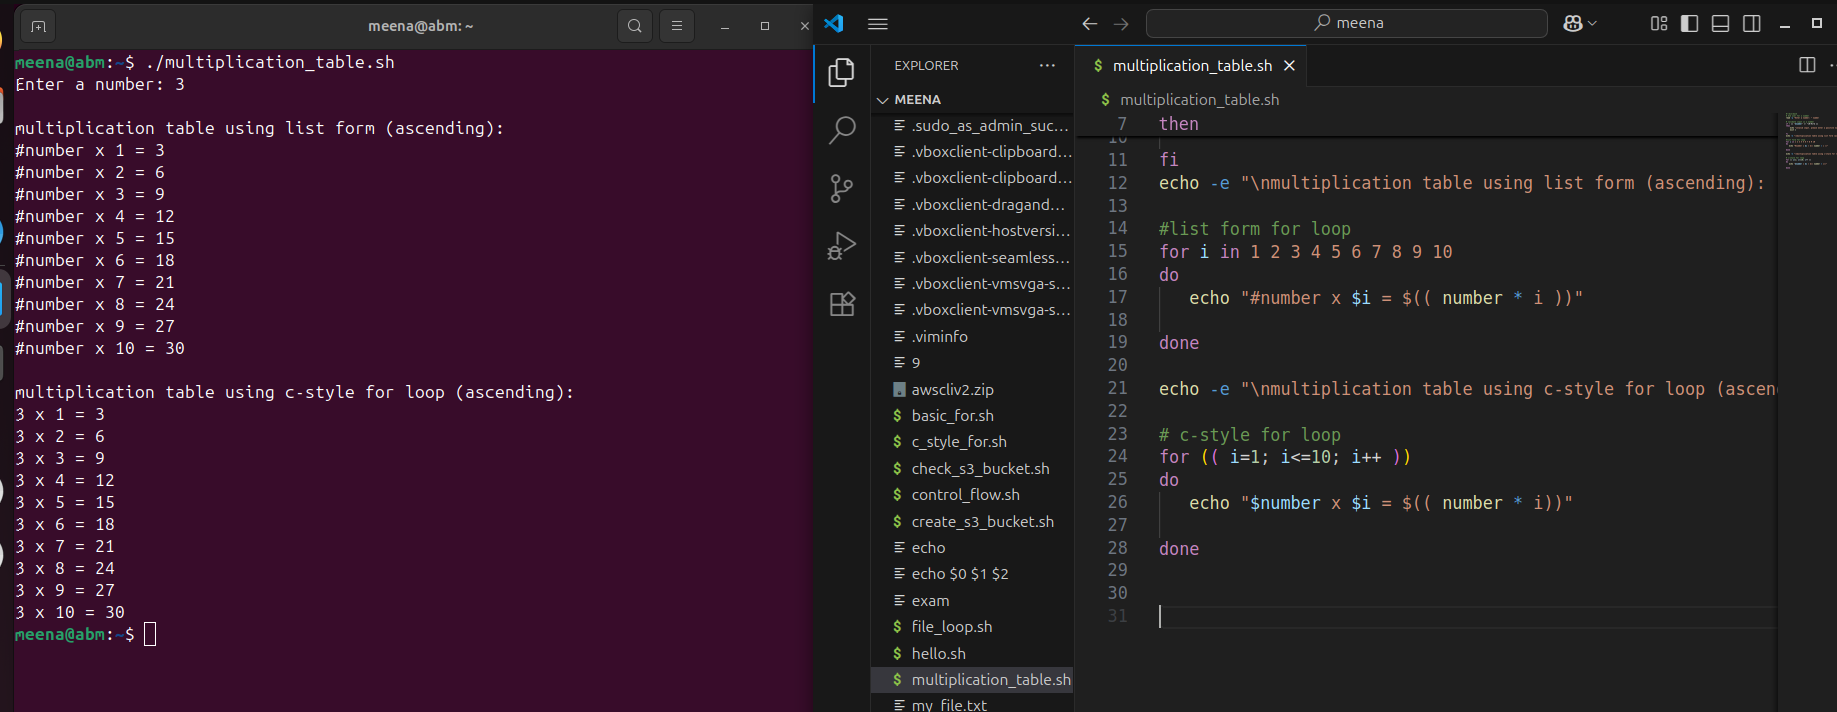 meena@abm: ~
meena@abm:~$ ./multiplication_table.sh
Enter a number: 3
multiplication table using list form (ascending):
#number x 1 = 3
#number x 2 = 6
#number x 3 = 9
#number x 4 = 12
#number x 5 = 15
#number x 6 = 18
#number x 7 = 21
#number x 8 = 24
#number x 9 = 27
#number x 10 = 30
multiplication table using c-style for loop (ascending):
3 x 1 = 3
3 x 2 = 6
3 x 3 = 9
3 x 4 = 12
3 x 5 = 15
3 x 6 = 18
3 x 7 = 21
3 x 8 = 24
3 x 9 = 27
3 x 10 = 30
meena@abm:~$
meena
EXPLORER
MEENA
.sudo_as_admin_suc...
.vboxclient-clipboard...
.vboxclient-clipboard...
.vboxclient-dragand...
.vboxclient-hostversi...
.vboxclient-seamless...
.vboxclient-vmsvga-s...
.vboxclient-vmsvga-s...
.viminfo
9
awscliv2.zip
$ basic_for.sh
$ c_style_for.sh
$ check_s3_bucket.sh
$ control_flow.sh
$ create_s3_bucket.sh
echo
echo $0 $1 $2
exam
$ file_loop.sh
$ hello.sh
$ multiplication_table.sh
my_file.txt
$ multiplication_table.sh
$ multiplication_table.sh
7 then
10
11 fi
12 echo -e "\nmultiplication table using list form (ascending):
13
14 #list form for loop
15 for i in 1 2 3 4 5 6 7 8 9 10
16 do
17 echo "#number x $i = $(( number * i ))"
18
19 done
20
21 echo -e "\nmultiplication table using c-style for loop (ascen
22
23 # c-style for loop
24 for (( i=1; i<=10; i++ ))
25 do
26 echo "$number x $i = $(( number * i))"
27
28 done
29
30
31